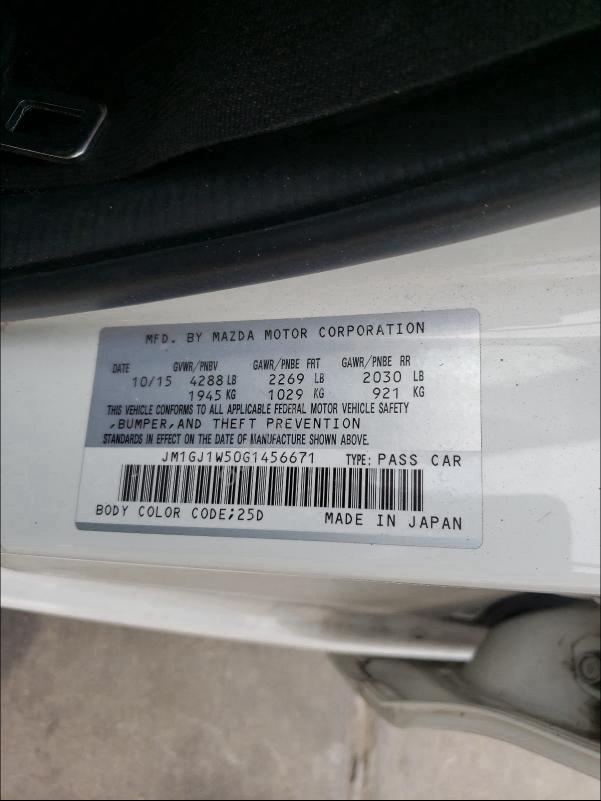 MFD. BY MAZDA MOTOR CORPORATION
DATE GVWR/PNBV GAWR/PNBE FRT GAWR/PNBE RR
10/15 4288 LB 2269 LB 2030 LB
1945 KG 1029 KG 921 KG
THIS VEHICLE CONFORMS TO ALL APPLICABLE FEDERAL MOTOR VEHICLE SAFETY
,BUMPER,AND THEFT PREVENTION
STANDARDS IN EFFECT ON THE DATE OF MANUFACTURE SHOWN ABOVE.
JM1GJ1W50G1456671 TYPE: PASS CAR
BODY COLOR CODE;25D MADE IN JAPAN